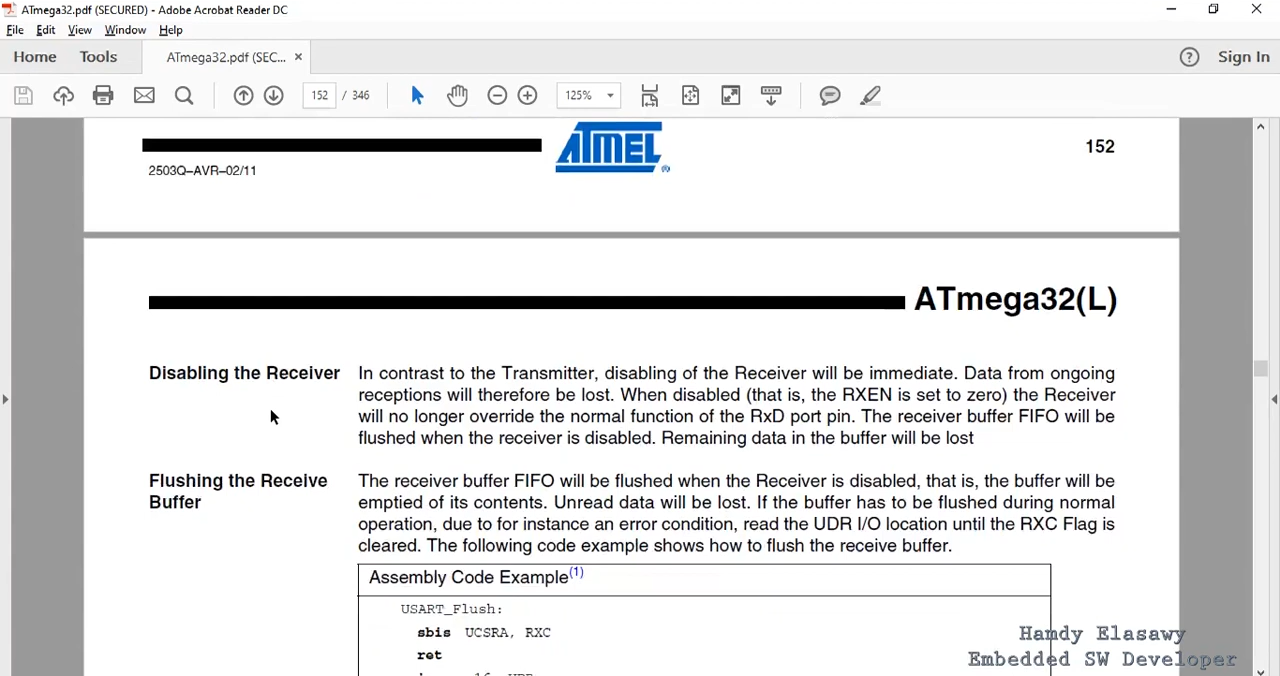 ATmega32.pdf (SECURED) - Adobe Acrobat Reader DC
File Edit View Window Help
Home Tools ATmega32.pdf (SEC... × Sign In
152 / 346 125%
ATMEL ®
152
2503Q–AVR–02/11
ATmega32(L)
Disabling the Receiver
In contrast to the Transmitter, disabling of the Receiver will be immediate. Data from ongoing
receptions will therefore be lost. When disabled (that is, the RXEN is set to zero) the Receiver
will no longer override the normal function of the RxD port pin. The receiver buffer FIFO will be
flushed when the receiver is disabled. Remaining data in the buffer will be lost
Flushing the Receive
Buffer
The receiver buffer FIFO will be flushed when the Receiver is disabled, that is, the buffer will be
emptied of its contents. Unread data will be lost. If the buffer has to be flushed during normal
operation, due to for instance an error condition, read the UDR I/O location until the RXC Flag is
cleared. The following code example shows how to flush the receive buffer.
Assembly Code Example(1)
USART_Flush:
sbis UCSRA, RXC
ret
Hamdy Elasawy
Embedded SW Developer